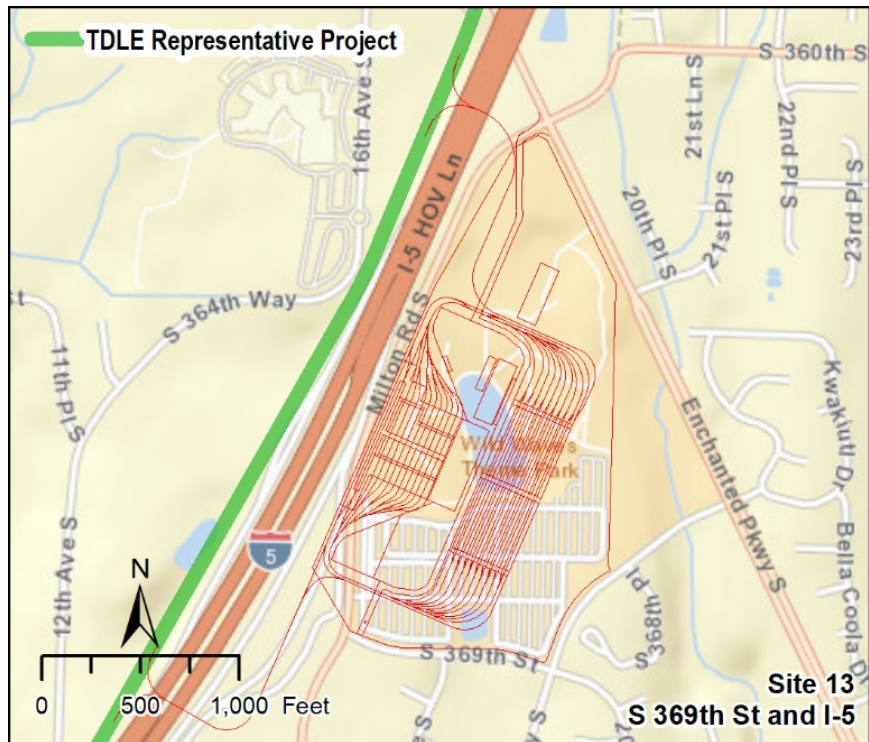 TDLE Representative Project
S 360th St
16th Ave S
21st Ln S
22nd Pl S
23rd Pl S
20th Pl S
21st Pl S
I-5 HOV Ln
S 364th Way
Milton Rd S
11th Pl S
Kwakiutl Dr
Wild Waves
Theme Park
Enchanted Pkwy S
Bella Coola Dr
5
12th Ave S
N
S 368th Pl
S 369th St
0 500 1,000 Feet
Site 13
S 369th St and I-5